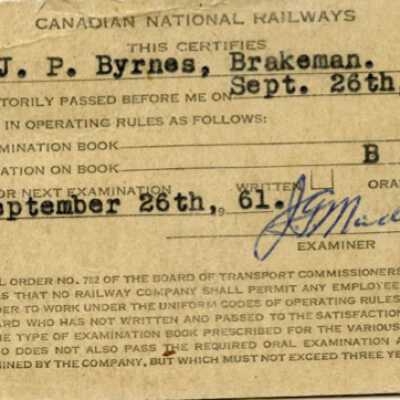 CANADIAN NATIONAL RAILWAYS
THIS CERTIFIES
J. P. Byrnes, Brakeman.
TORILY PASSED BEFORE ME ON Sept. 26th,
IN OPERATING RULES AS FOLLOWS:
MINATION BOOK
ATION ON BOOK B
OR NEXT EXAMINATION WRITTEN ORA
eptember 26th, 61.
EXAMINER
L ORDER NO. 702 OF THE BOARD OF TRANSPORT COMMISSIONERS
S THAT NO RAILWAY COMPANY SHALL PERMIT ANY EMPLOYEE
DER TO WORK UNDER THE UNIFORM CODES OF OPERATING RULES
ARD WHO HAS NOT WRITTEN AND PASSED TO THE SATISFACTION
HE TYPE OF EXAMINATION BOOK PRESCRIBED FOR THE VARIOUS
O DOES NOT ALSO PASS THE REQUIRED ORAL EXAMINATION A
MINED BY THE COMPANY, BUT WHICH MUST NOT EXCEED THREE YE